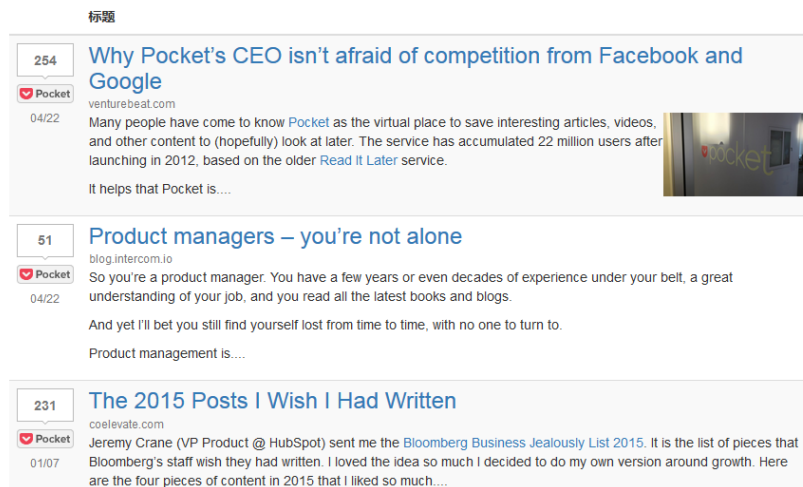 标题
254
Pocket
04/22
Why Pocket’s CEO isn’t afraid of competition from Facebook and
Google
venturebeat.com
Many people have come to know Pocket as the virtual place to save interesting articles, videos,
and other content to (hopefully) look at later. The service has accumulated 22 million users after
launching in 2012, based on the older Read It Later service.
It helps that Pocket is....
pocket
51
Pocket
04/22
Product managers – you’re not alone
blog.intercom.io
So you’re a product manager. You have a few years or even decades of experience under your belt, a great
understanding of your job, and you read all the latest books and blogs.
And yet I’ll bet you still find yourself lost from time to time, with no one to turn to.
Product management is....
231
Pocket
01/07
The 2015 Posts I Wish I Had Written
coelevate.com
Jeremy Crane (VP Product @ HubSpot) sent me the Bloomberg Business Jealously List 2015. It is the list of pieces that
Bloomberg’s staff wish they had written. I loved the idea so much I decided to do my own version around growth. Here
are the four pieces of content in 2015 that I liked so much....